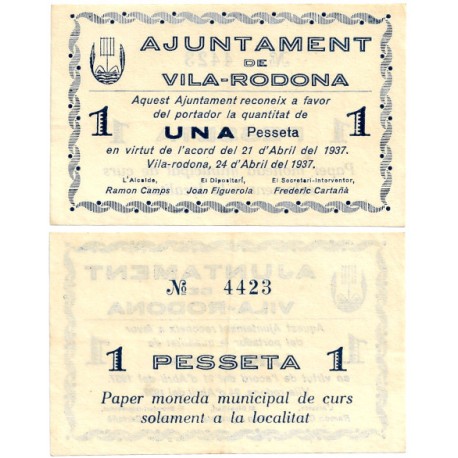 AJUNTAMENT
DE
VILA-RODONA
Aquest Ajuntament reconeix a favor
del portador la quantitat de
1 UNA Pesseta 1
en virtut de l'acord del 21 d'Abril del 1937.
Vila-rodona, 24 d'Abril del 1937.
L'Alcalde, El Dipositari, El Secretari-Interventor,
Ramon Camps Joan Figuerola Frederic Cartañà
№ 4423
1 PESSETA 1
Paper moneda municipal de curs
solament a la localitat